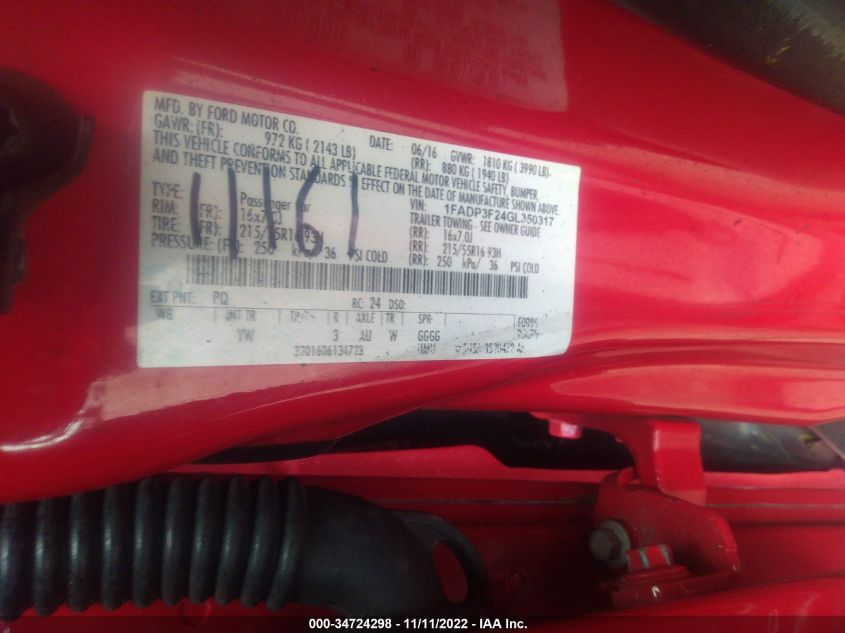 MFD. BY FORD MOTOR CO.
DATE: 06/16 GVWR: 1810 KG (3990 LB)
GAWR: (FR): 972 KG (2143 LB) (RR): 880 KG (1940 LB)
THIS VEHICLE CONFORMS TO ALL APPLICABLE FEDERAL MOTOR VEHICLE SAFETY, BUMPER,
AND THEFT PREVENTION STANDARDS IN EFFECT ON THE DATE OF MANUFACTURE SHOWN ABOVE.
VIN: 1FADP3F24GL350317
TYPE: Passenger Car TRAILER TOWING - SEE OWNER GUIDE
RIM: (FR): 16x7.0J (RR): 16x7.0J
TIRE: (FR): 215/55R16 93H (RR): 215/55R16 93H
PRESSURE: (FR): 250 kPa/ 36 PSI COLD (RR): 250 kPa/ 36 PSI COLD
11161
EXT PNT: PQ RC: 24 DSO:
WB INT TR R AXLE TR SPR
YW 3 AU W GGGG
3201606134723
000-34724298 - 11/11/2022 - IAA Inc.